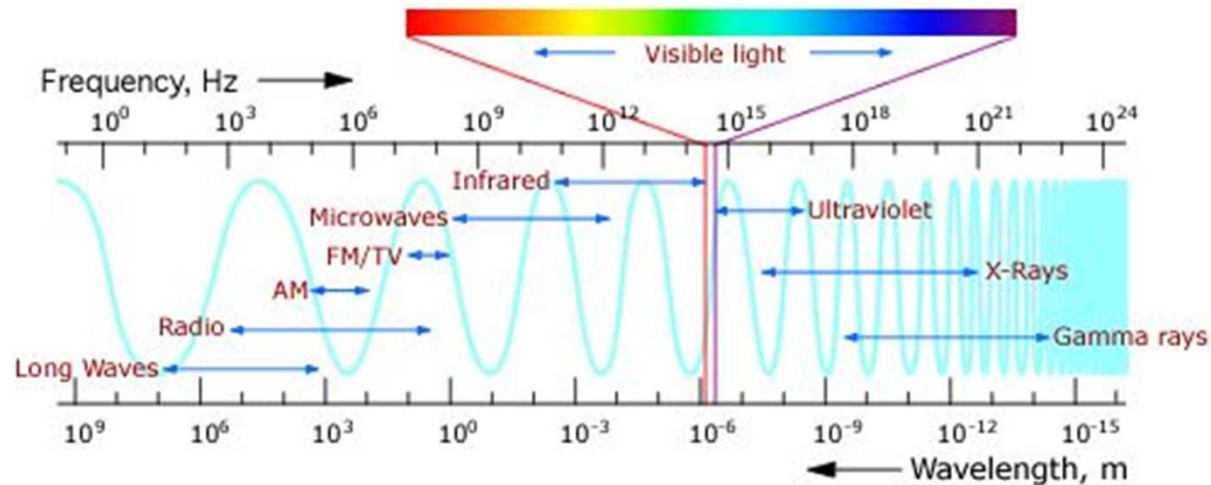 Visible light
Frequency, Hz
10⁰ 10³ 10⁶ 10⁹ 10¹² 10¹⁵ 10¹⁸ 10²¹ 10²⁴
Infrared
Microwaves
Ultraviolet
FM/TV
X-Rays
AM
Radio
Gamma rays
Long Waves
10⁹ 10⁶ 10³ 10⁰ 10⁻³ 10⁻⁶ 10⁻⁹ 10⁻¹² 10⁻¹⁵
Wavelength, m